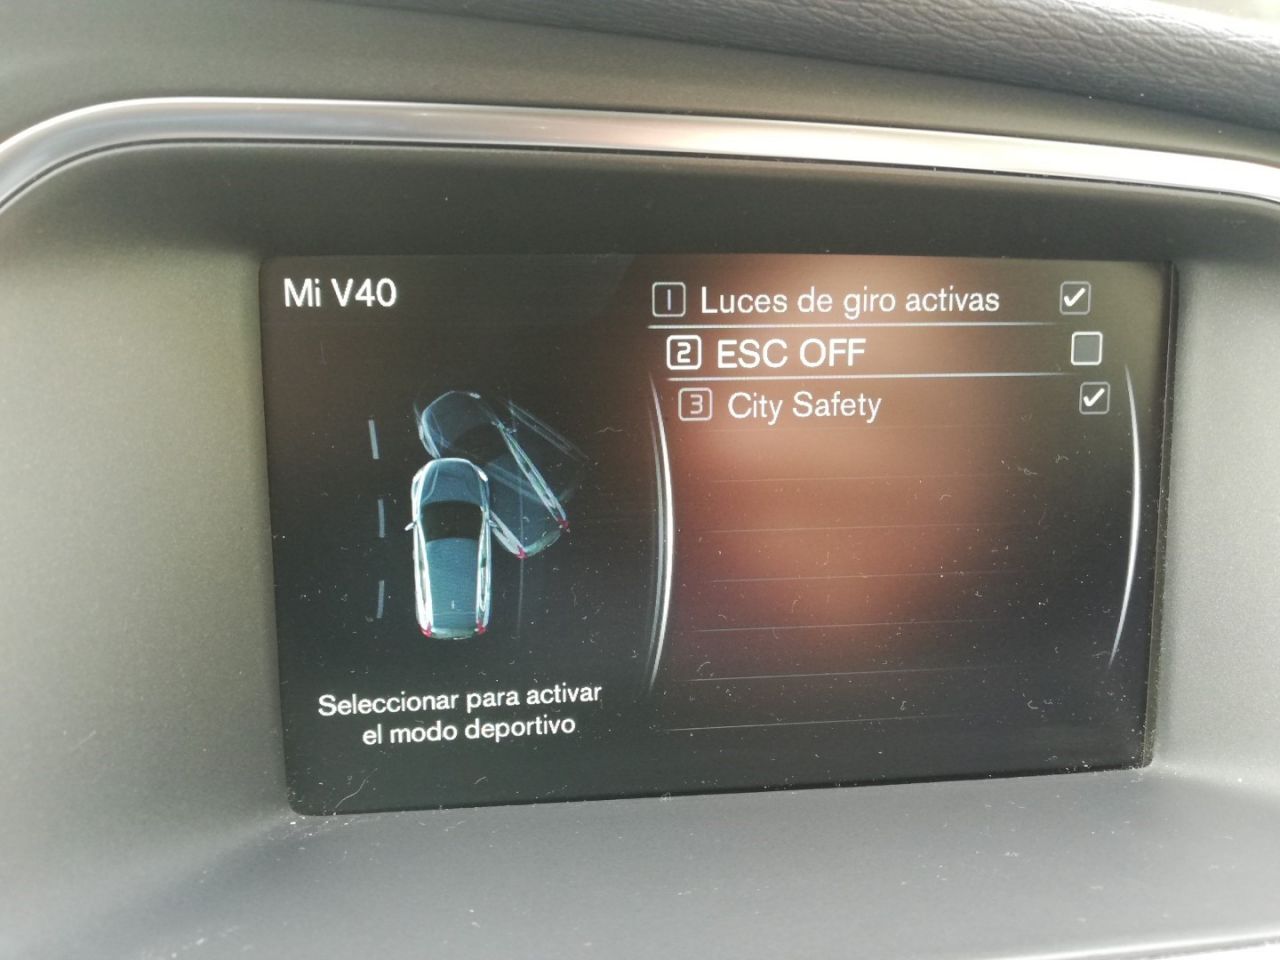 Mi V40
1 Luces de giro activas
2 ESC OFF
3 City Safety
Seleccionar para activar
el modo deportivo